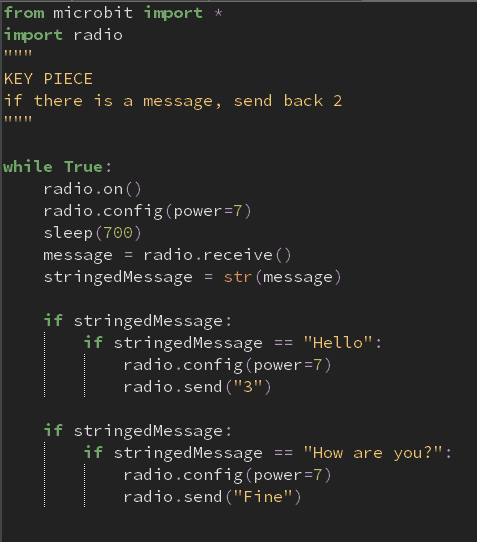 from microbit import *
import radio
"""
KEY PIECE
if there is a message, send back 2
"""

while True:
    radio.on()
    radio.config(power=7)
    sleep(700)
    message = radio.receive()
    stringedMessage = str(message)

    if stringedMessage:
        if stringedMessage == "Hello":
            radio.config(power=7)
            radio.send("3")

    if stringedMessage:
        if stringedMessage == "How are you?":
            radio.config(power=7)
            radio.send("Fine")